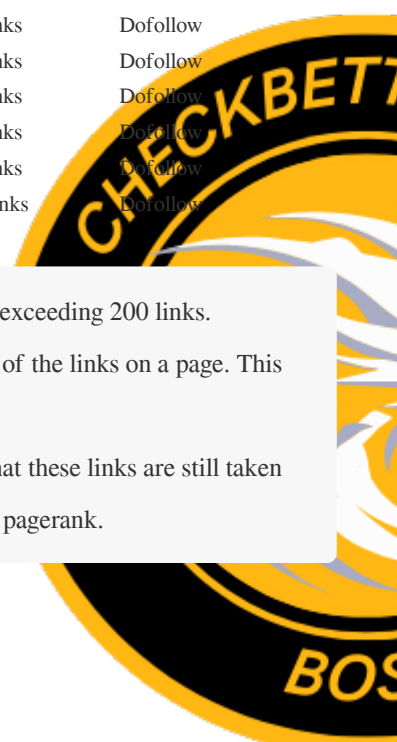 nks Dofollow
nks Dofollow
nks Dofollow
nks Dofollow
nks Dofollow
nks Dofollow
CHECKBETT
exceeding 200 links.
of the links on a page. This
hat these links are still taken
pagerank.
BOS